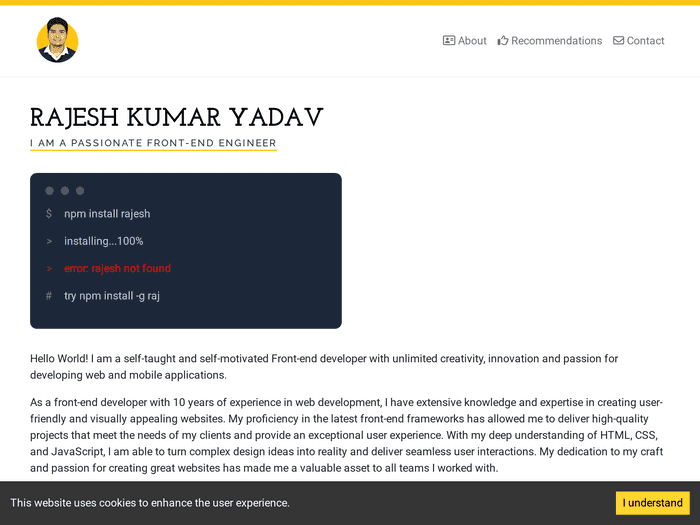 About Recommendations Contact
RAJESH KUMAR YADAV
I AM A PASSIONATE FRONT-END ENGINEER
$ npm install rajesh
> installing...100%
> error: rajesh not found
# try npm install -g raj
Hello World! I am a self-taught and self-motivated Front-end developer with unlimited creativity, innovation and passion for
developing web and mobile applications.
As a front-end developer with 10 years of experience in web development, I have extensive knowledge and expertise in creating user-
friendly and visually appealing websites. My proficiency in the latest front-end frameworks has allowed me to deliver high-quality
projects that meet the needs of my clients and provide an exceptional user experience. With my deep understanding of HTML, CSS,
and JavaScript, I am able to turn complex design ideas into reality and deliver seamless user interactions. My dedication to my craft
and passion for creating great websites has made me a valuable asset to all teams I worked with.
This website uses cookies to enhance the user experience.
I understand